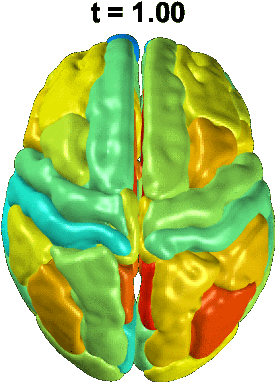 t = 1.00